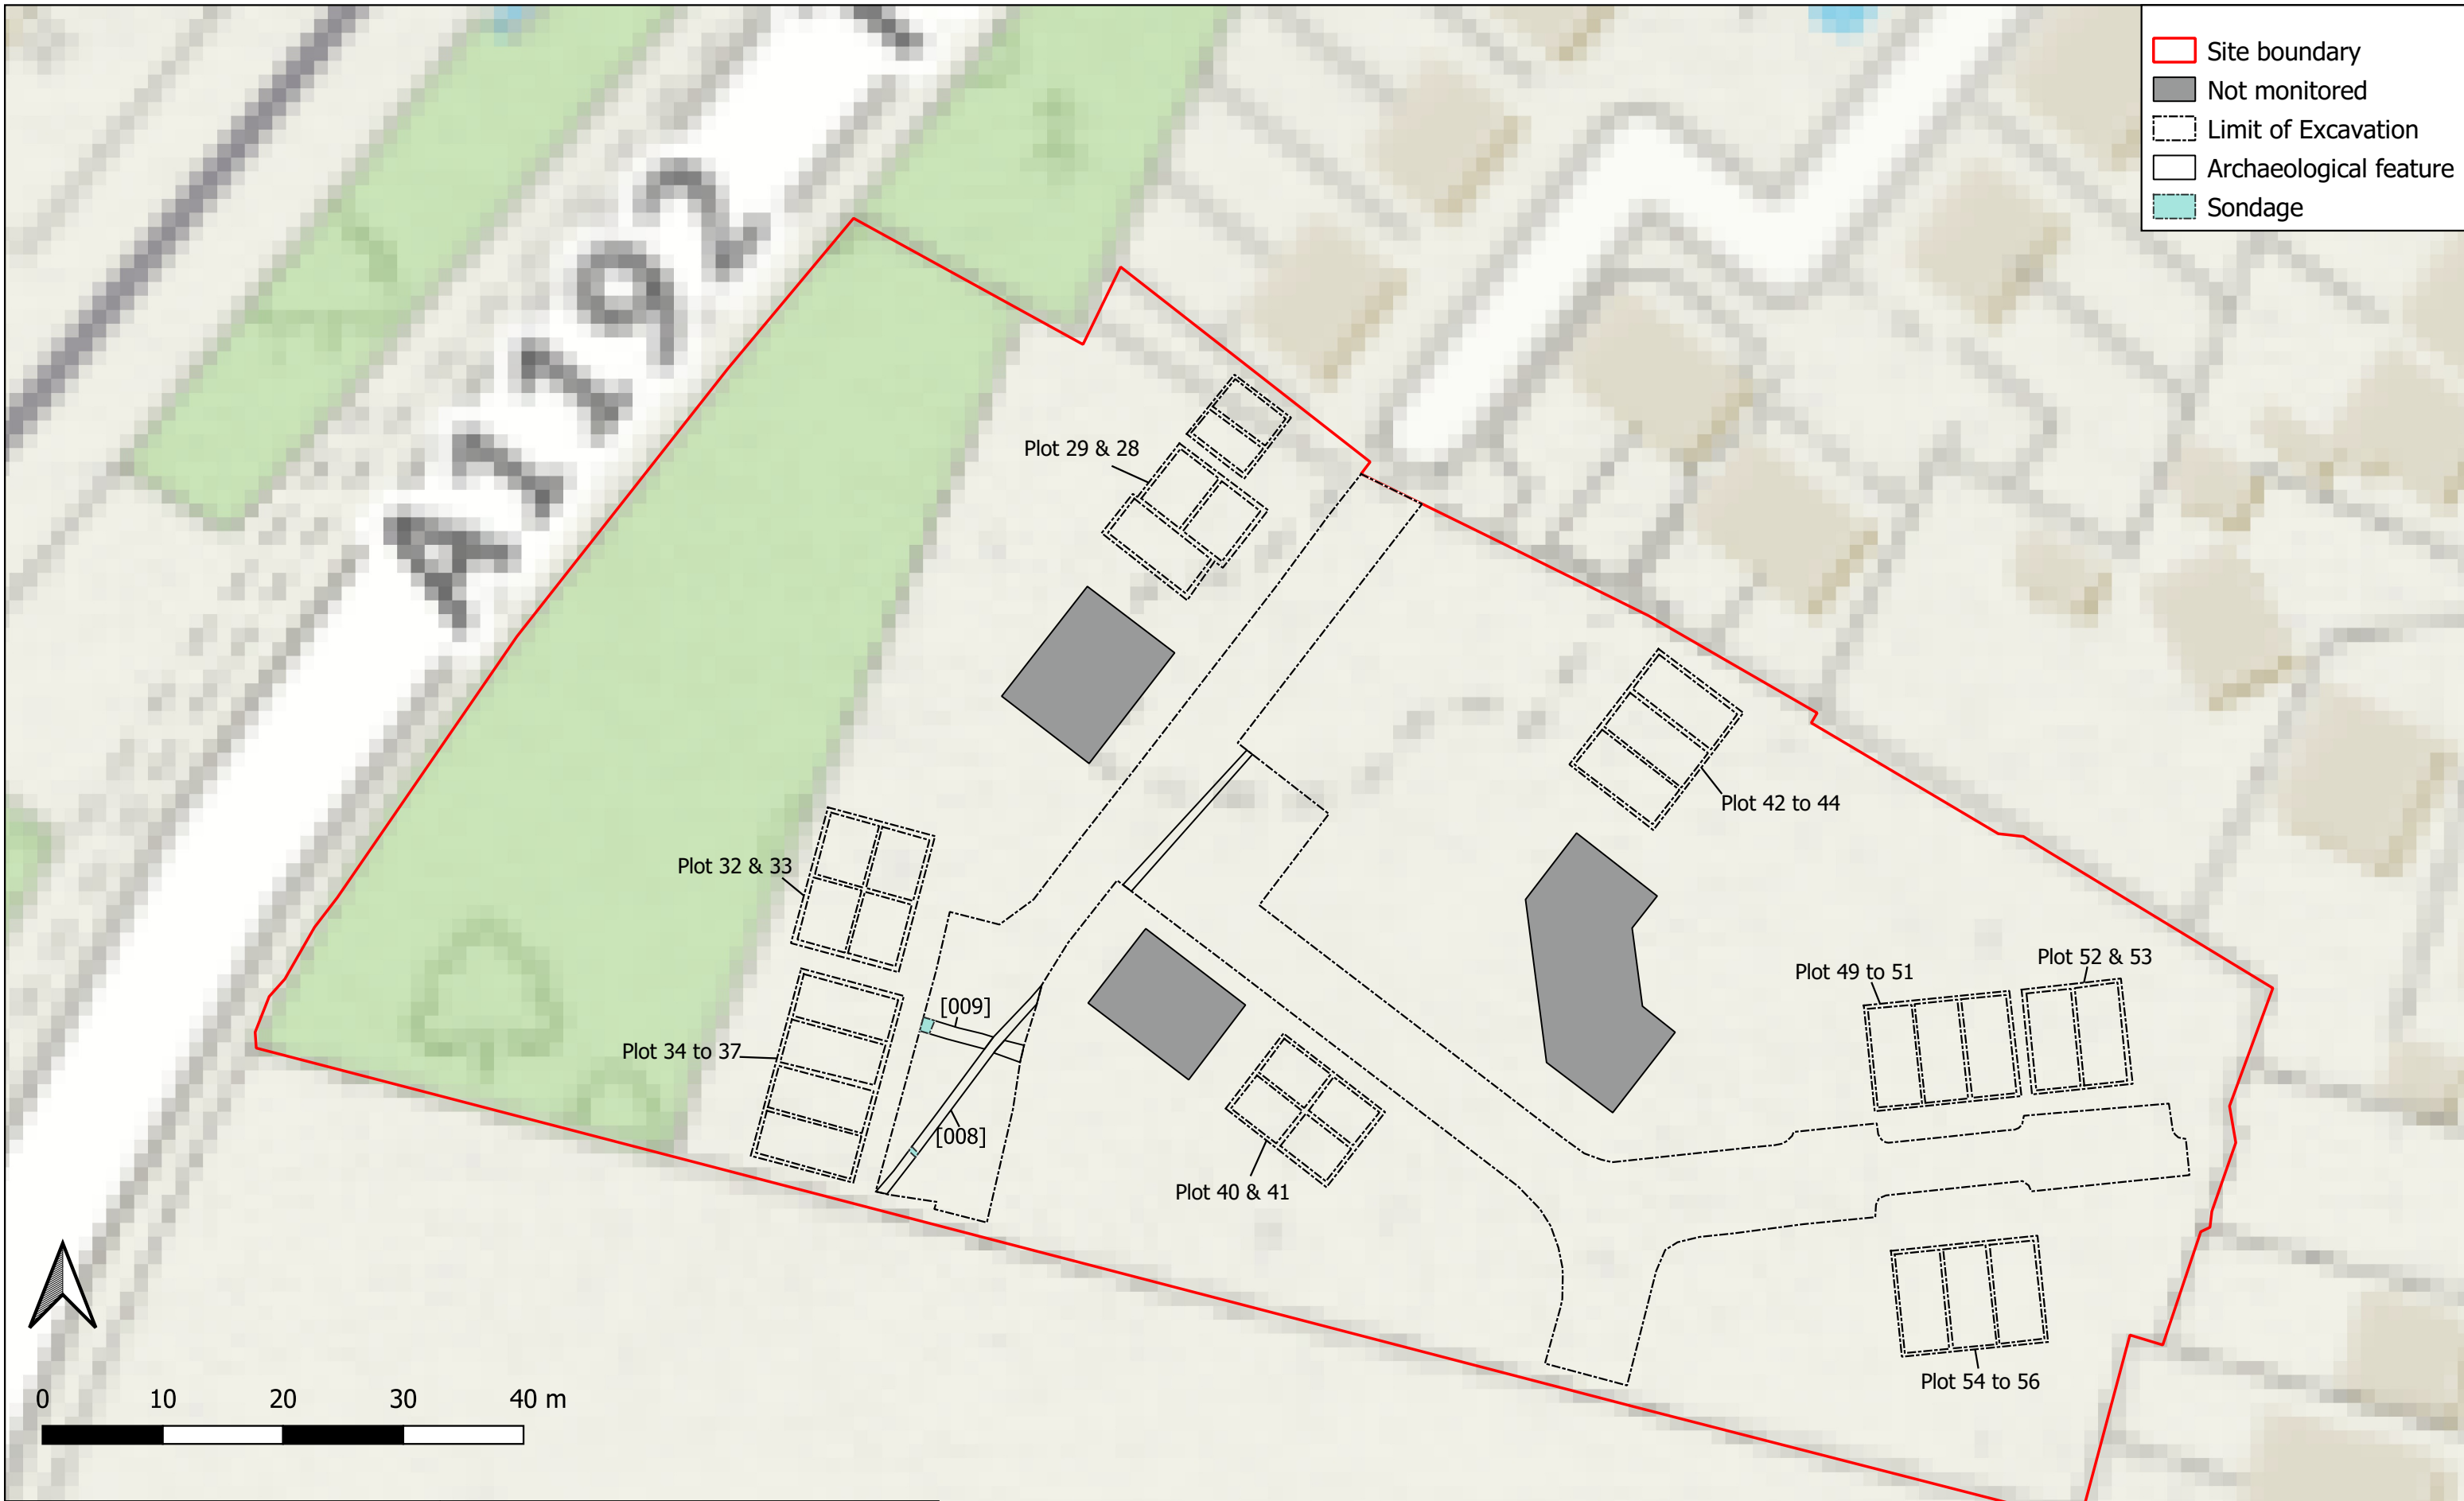 Site boundary
Not monitored
Limit of Excavation
Archaeological feature
Sondage
A1192
Plot 29 & 28
Plot 42 to 44
Plot 32 & 33
Plot 52 & 53
Plot 49 to 51
[009]
Plot 34 to 37
[008]
Plot 40 & 41
Plot 54 to 56
0 10 20 30 40 m